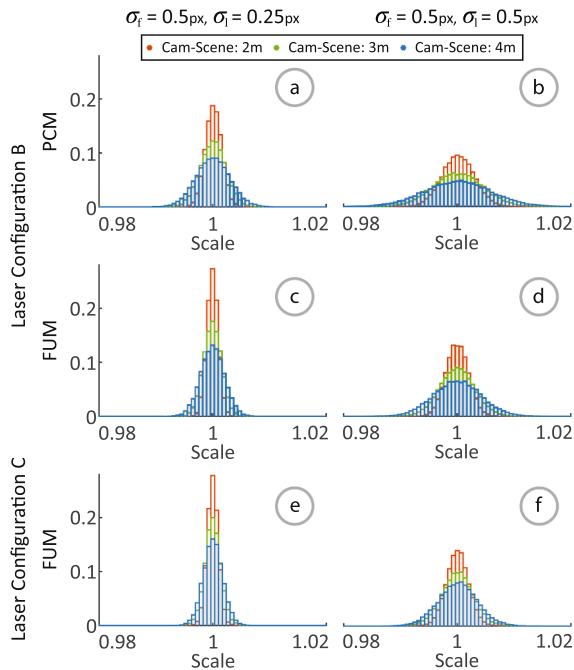 σf = 0.5px, σl = 0.25px
σf = 0.5px, σl = 0.5px
Cam-Scene: 2m
Cam-Scene: 3m
Cam-Scene: 4m
Laser Configuration B
PCM
0.2
0.1
0
a
0.98
1
1.02
Scale
b
0.98
1
1.02
Scale
FUM
0.2
0.1
0
c
0.98
1
1.02
Scale
d
0.98
1
1.02
Scale
Laser Configuration C
FUM
0.2
0.1
0
e
0.98
1
1.02
Scale
f
0.98
1
1.02
Scale